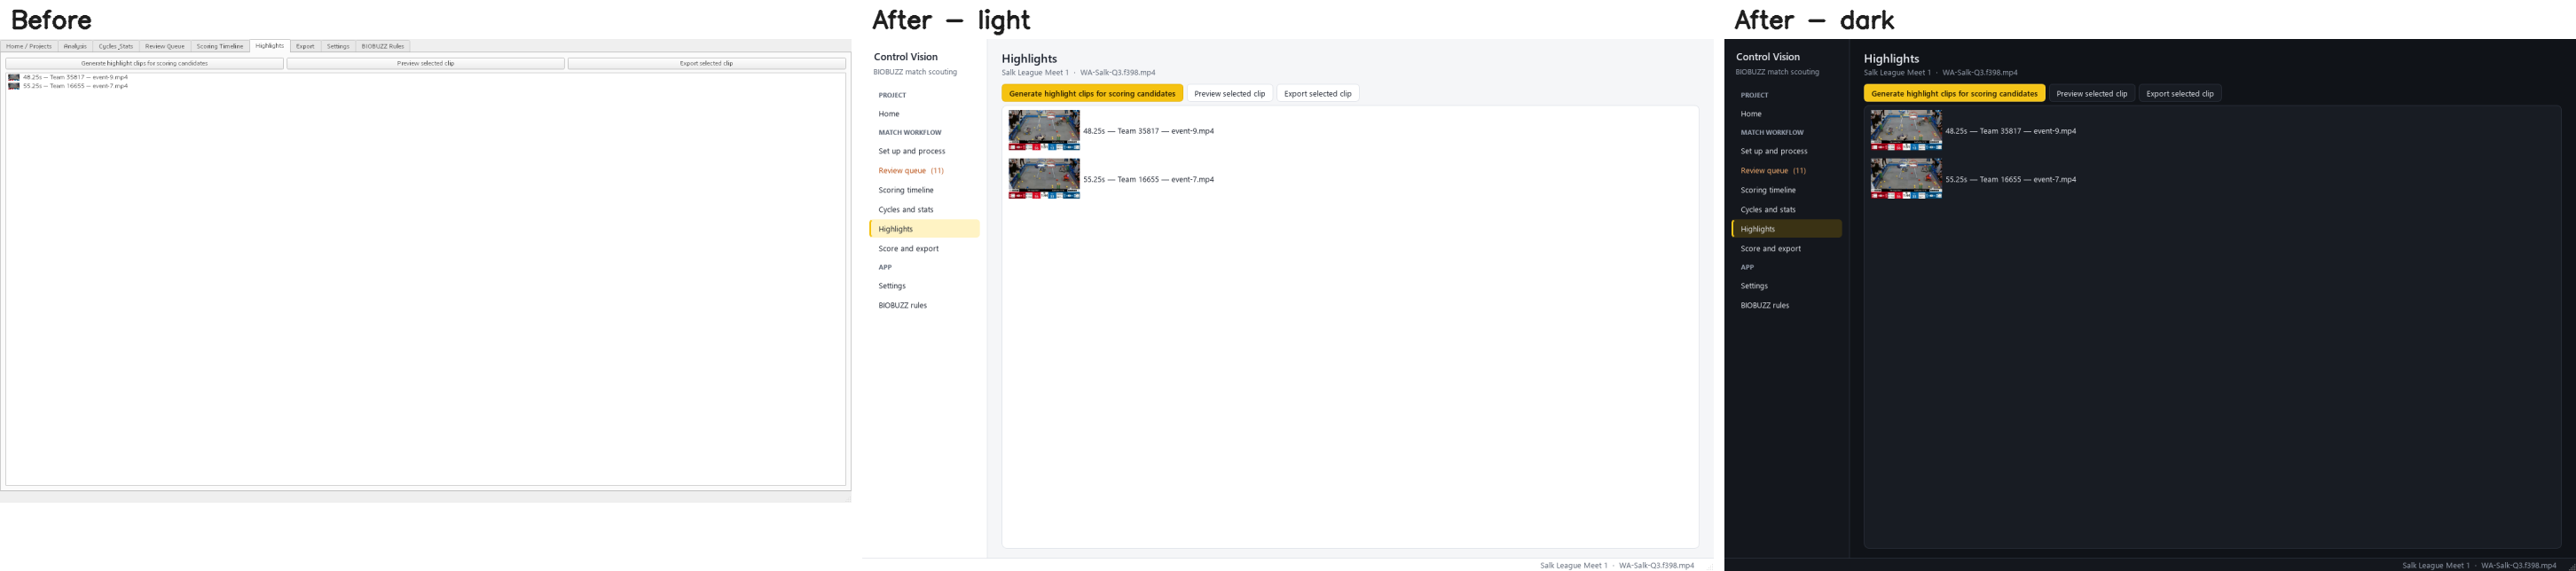 Before
Home / Projects
Analysis
Cycles_Stats
Review Queue
Scoring Timeline
Highlights
Export
Settings
BIOBUZZ Rules
Generate highlight clips for scoring candidates
Preview selected clip
Export selected clip
48.25s — Team 35817 — event-9.mp4
55.25s — Team 16655 — event-7.mp4
After — light
Control Vision
BIOBUZZ match scouting
PROJECT
Home
MATCH WORKFLOW
Set up and process
Review queue (11)
Scoring timeline
Cycles and stats
Highlights
Score and export
APP
Settings
BIOBUZZ rules
Highlights
Salk League Meet 1 · WA-Salk-Q3.f398.mp4
Generate highlight clips for scoring candidates
Preview selected clip
Export selected clip
48.25s — Team 35817 — event-9.mp4
55.25s — Team 16655 — event-7.mp4
Salk League Meet 1 · WA-Salk-Q3.f398.mp4
After — dark
Control Vision
BIOBUZZ match scouting
PROJECT
Home
MATCH WORKFLOW
Set up and process
Review queue (11)
Scoring timeline
Cycles and stats
Highlights
Score and export
APP
Settings
BIOBUZZ rules
Highlights
Salk League Meet 1 · WA-Salk-Q3.f398.mp4
Generate highlight clips for scoring candidates
Preview selected clip
Export selected clip
48.25s — Team 35817 — event-9.mp4
55.25s — Team 16655 — event-7.mp4
Salk League Meet 1 · WA-Salk-Q3.f398.mp4